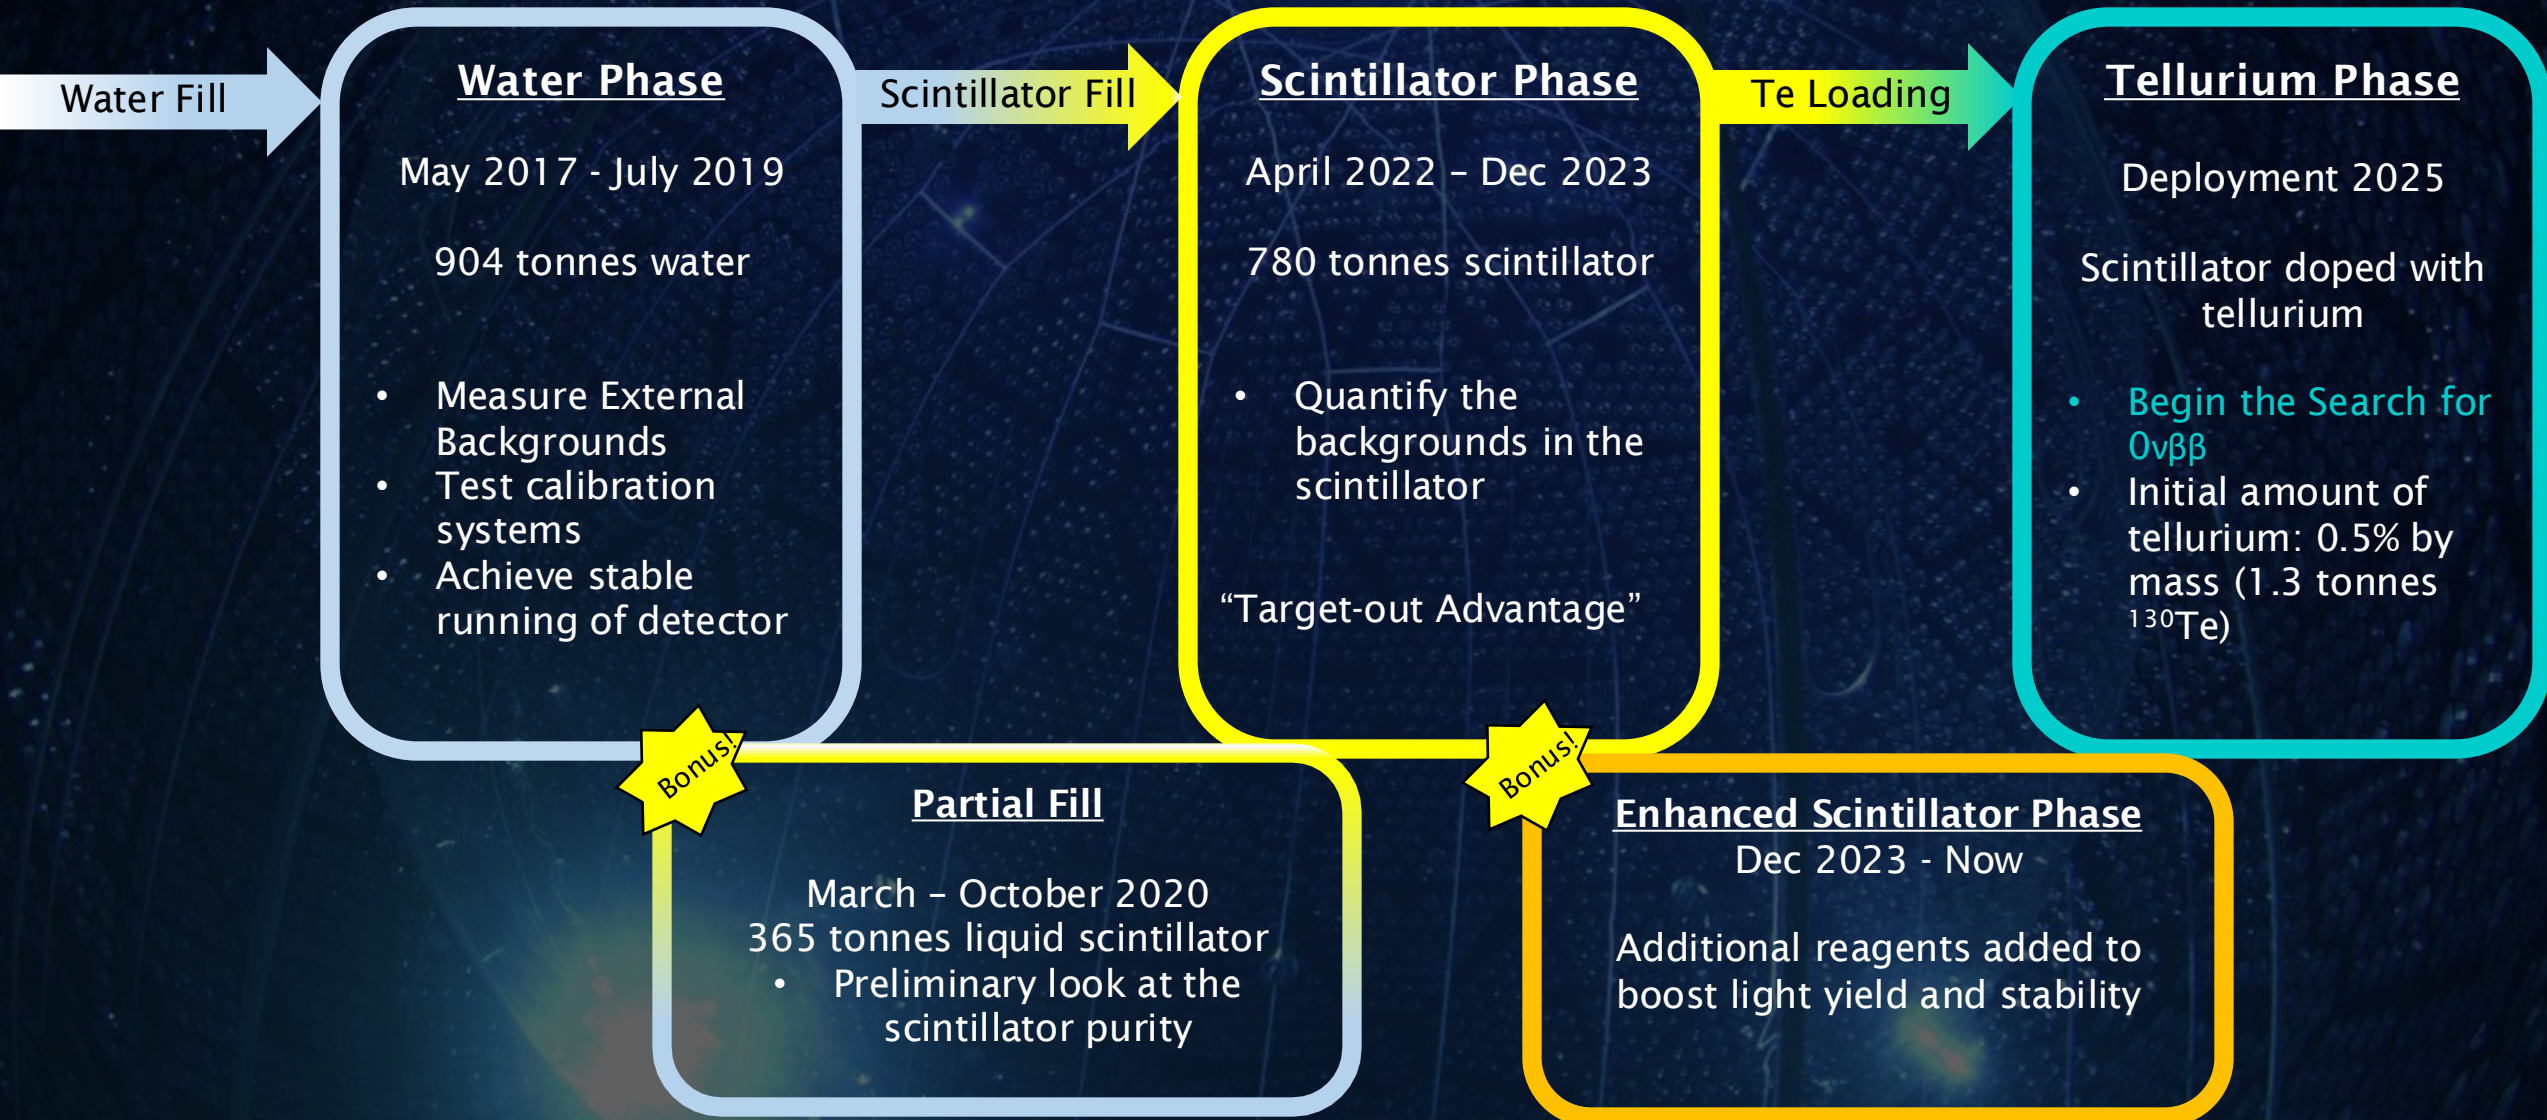 Water Fill
Water Phase
May 2017 - July 2019
904 tonnes water
• Measure External
Backgrounds
• Test calibration
systems
• Achieve stable
running of detector
Scintillator Fill
Scintillator Phase
April 2022 – Dec 2023
780 tonnes scintillator
• Quantify the
backgrounds in the
scintillator
“Target-out Advantage”
Te Loading
Tellurium Phase
Deployment 2025
Scintillator doped with
tellurium
• Begin the Search for
0νββ
• Initial amount of
tellurium: 0.5% by
mass (1.3 tonnes
¹³⁰Te)
Bonus!
Partial Fill
March – October 2020
365 tonnes liquid scintillator
• Preliminary look at the
scintillator purity
Bonus!
Enhanced Scintillator Phase
Dec 2023 - Now
Additional reagents added to
boost light yield and stability